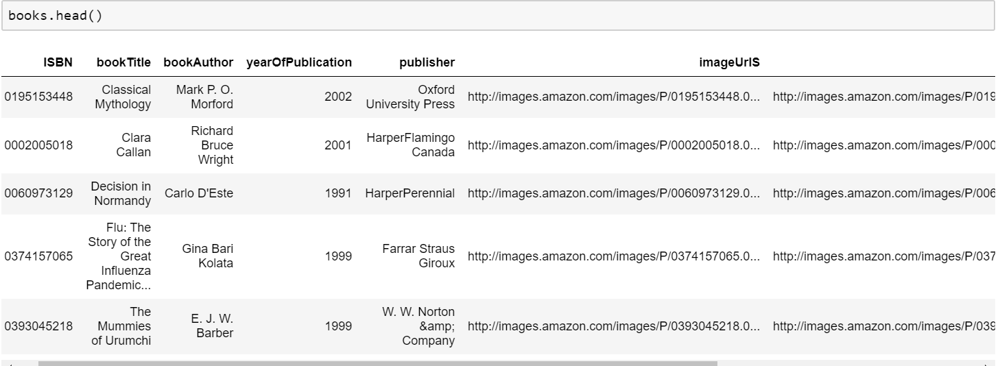 books.head()
ISBN bookTitle bookAuthor yearOfPublication publisher imageUrlS
0195153448 Classical Mythology Mark P. O. Morford 2002 Oxford University Press http://images.amazon.com/images/P/0195153448.0... http://images.amazon.com/images/P/019
0002005018 Clara Callan Richard Bruce Wright 2001 HarperFlamingo Canada http://images.amazon.com/images/P/0002005018.0... http://images.amazon.com/images/P/000
0060973129 Decision in Normandy Carlo D'Este 1991 HarperPerennial http://images.amazon.com/images/P/0060973129.0... http://images.amazon.com/images/P/006
0374157065 Flu: The Story of the Great Influenza Pandemic... Gina Bari Kolata 1999 Farrar Straus Giroux http://images.amazon.com/images/P/0374157065.0... http://images.amazon.com/images/P/037
0393045218 The Mummies of Urumchi E. J. W. Barber 1999 W. W. Norton &amp; Company http://images.amazon.com/images/P/0393045218.0... http://images.amazon.com/images/P/039